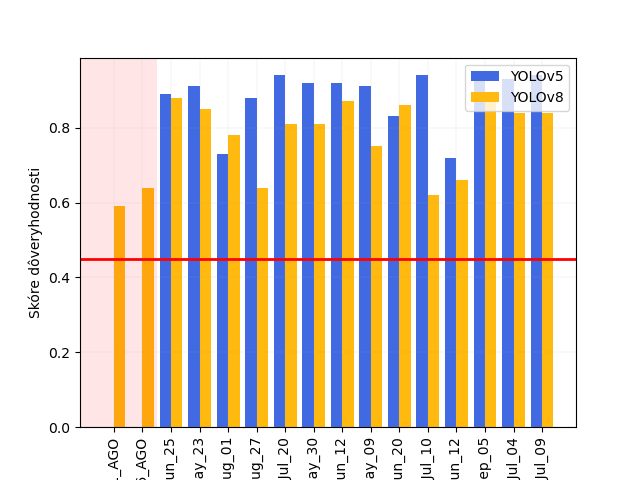 YOLOv5
YOLOv8
Skóre dôveryhodnosti
0.8
0.6
0.4
0.2
0.0
_AGO
_AGO
un_25
ay_23
ug_01
ug_27
Jul_20
ay_30
un_12
ay_09
un_20
Jul_10
un_12
ep_05
Jul_04
Jul_09